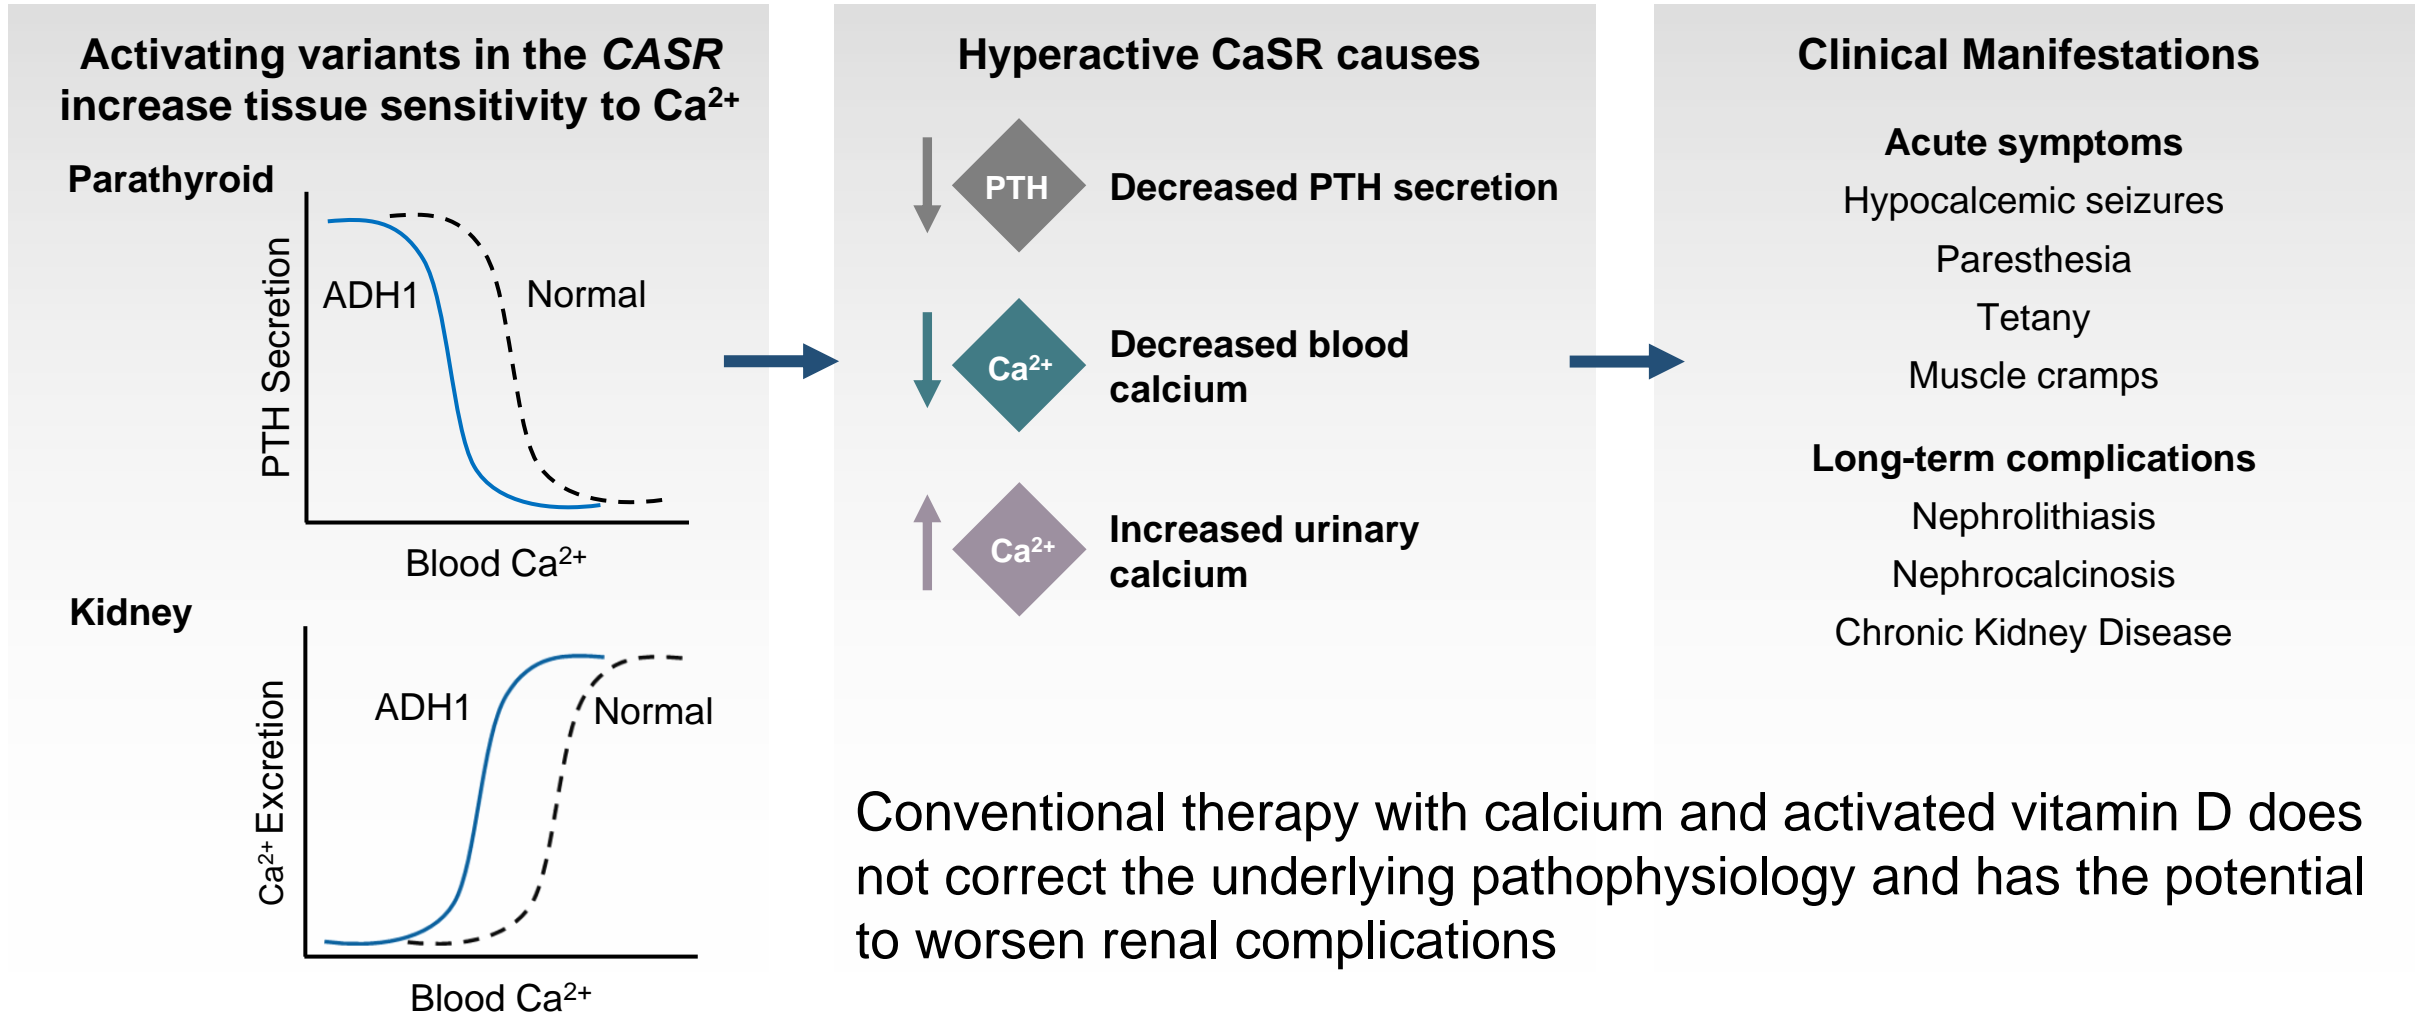 Activating variants in the CASR
increase tissue sensitivity to Ca²⁺
Parathyroid
PTH Secretion
ADH1
Normal
Blood Ca²⁺
Kidney
Ca²⁺ Excretion
ADH1
Normal
Blood Ca²⁺
Hyperactive CaSR causes
PTH
Decreased PTH secretion
Ca²⁺
Decreased blood
calcium
Ca²⁺
Increased urinary
calcium
Clinical Manifestations
Acute symptoms
Hypocalcemic seizures
Paresthesia
Tetany
Muscle cramps
Long-term complications
Nephrolithiasis
Nephrocalcinosis
Chronic Kidney Disease
Conventional therapy with calcium and activated vitamin D does
not correct the underlying pathophysiology and has the potential
to worsen renal complications